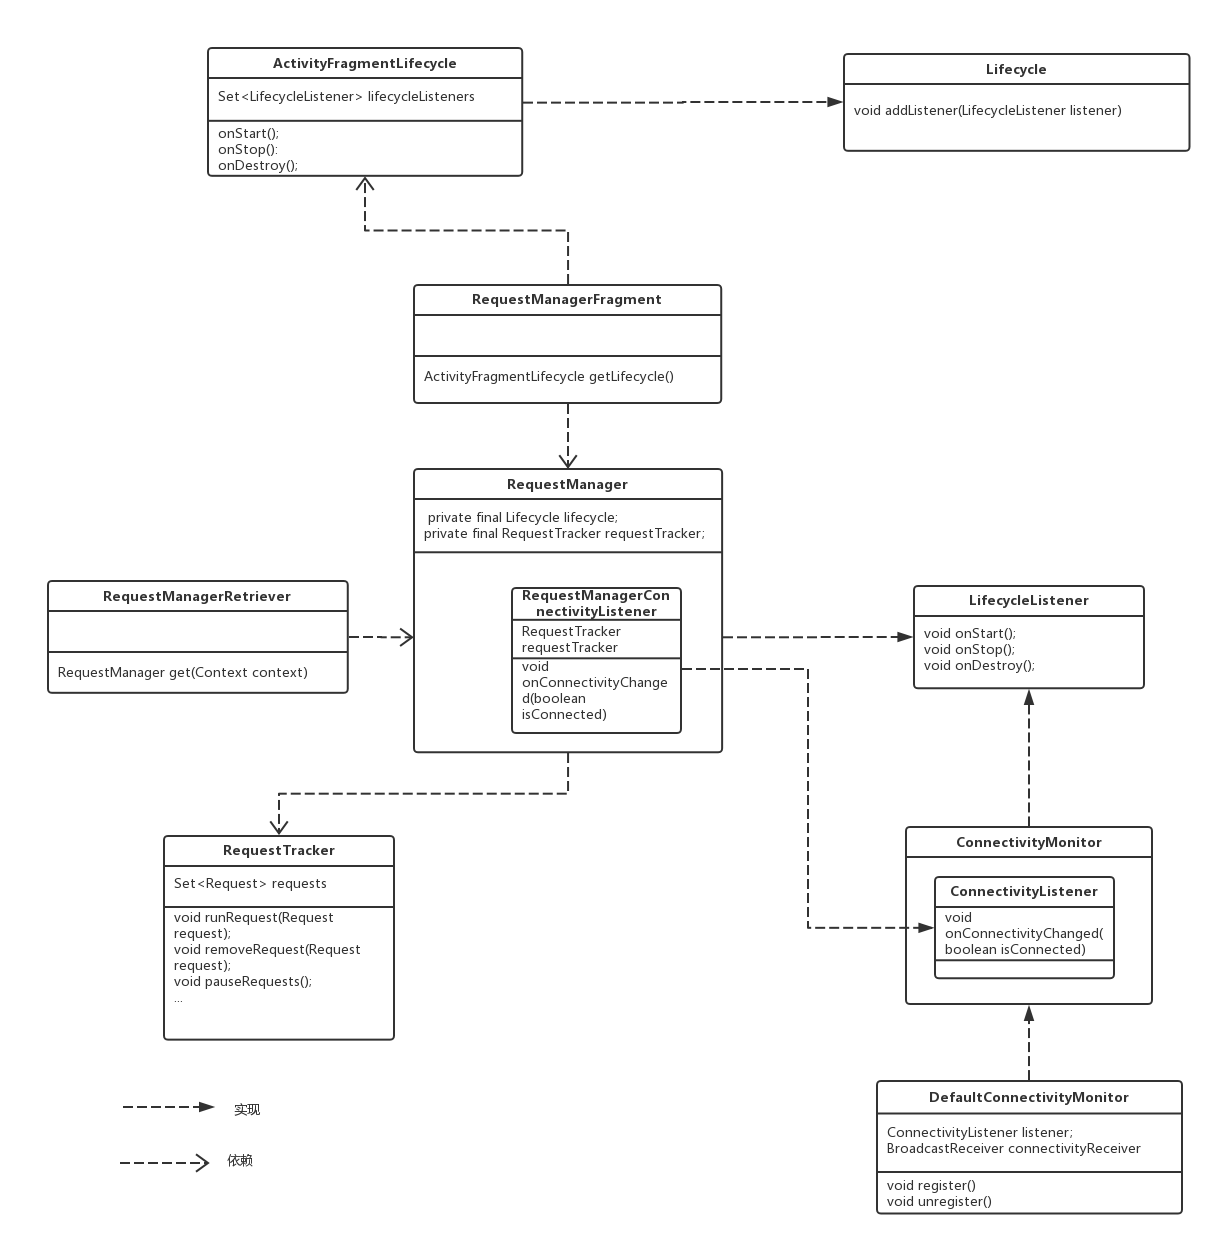 ActivityFragmentLifecycle
Set<LifecycleListener> lifecycleListeners
onStart();
onStop():
onDestroy();
Lifecycle
void addListener(LifecycleListener listener)
RequestManagerFragment
ActivityFragmentLifecycle getLifecycle()
RequestManager
private final Lifecycle lifecycle;
private final RequestTracker requestTracker;
RequestManagerCon
nectivityListener
RequestTracker
requestTracker
void
onConnectivityChange
d(boolean
isConnected)
RequestManagerRetriever
RequestManager get(Context context)
LifecycleListener
void onStart();
void onStop();
void onDestroy();
RequestTracker
Set<Request> requests
void runRequest(Request
request);
void removeRequest(Request
request);
void pauseRequests();
...
ConnectivityMonitor
ConnectivityListener
void
onConnectivityChanged(
boolean isConnected)
DefaultConnectivityMonitor
ConnectivityListener listener;
BroadcastReceiver connectivityReceiver
void register()
void unregister()
实现
依赖